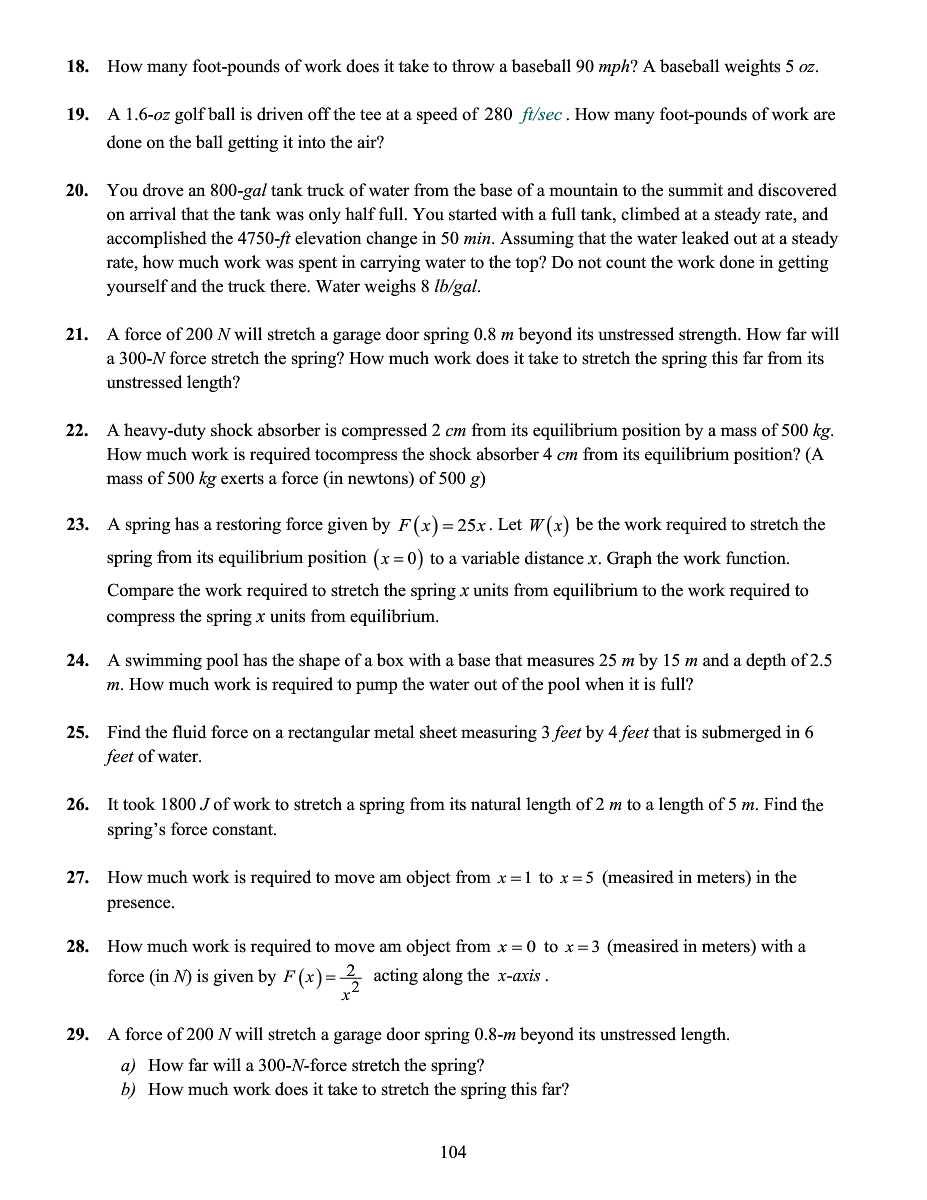 18. How many foot-pounds of work does it take to throw a baseball 90 mph? A baseball weights 5 oz.
19. A 1.6-oz golf ball is driven off the tee at a speed of 280 ft/sec . How many foot-pounds of work are
done on the ball getting it into the air?
20. You drove an 800-gal tank truck of water from the base of a mountain to the summit and discovered
on arrival that the tank was only half full. You started with a full tank, climbed at a steady rate, and
accomplished the 4750-ft elevation change in 50 min. Assuming that the water leaked out at a steady
rate, how much work was spent in carrying water to the top? Do not count the work done in getting
yourself and the truck there. Water weighs 8 lb/gal.
21. A force of 200 N will stretch a garage door spring 0.8 m beyond its unstressed strength. How far will
a 300-N force stretch the spring? How much work does it take to stretch the spring this far from its
unstressed length?
22. A heavy-duty shock absorber is compressed 2 cm from its equilibrium position by a mass of 500 kg.
How much work is required tocompress the shock absorber 4 cm from its equilibrium position? (A
mass of 500 kg exerts a force (in newtons) of 500 g)
23. A spring has a restoring force given by F(x) = 25x. Let W(x) be the work required to stretch the
spring from its equilibrium position (x = 0) to a variable distance x. Graph the work function.
Compare the work required to stretch the spring x units from equilibrium to the work required to
compress the spring x units from equilibrium.
24. A swimming pool has the shape of a box with a base that measures 25 m by 15 m and a depth of 2.5
m. How much work is required to pump the water out of the pool when it is full?
25. Find the fluid force on a rectangular metal sheet measuring 3 feet by 4 feet that is submerged in 6
feet of water.
26. It took 1800 J of work to stretch a spring from its natural length of 2 m to a length of 5 m. Find the
spring's force constant.
27. How much work is required to move am object from x = 1 to x = 5 (measired in meters) in the
presence.
28. How much work is required to move am object from x = 0 to x = 3 (measired in meters) with a
force (in N) is given by F(x) = 2/x² acting along the x-axis .
29. A force of 200 N will stretch a garage door spring 0.8-m beyond its unstressed length.
a) How far will a 300-N-force stretch the spring?
b) How much work does it take to stretch the spring this far?
104